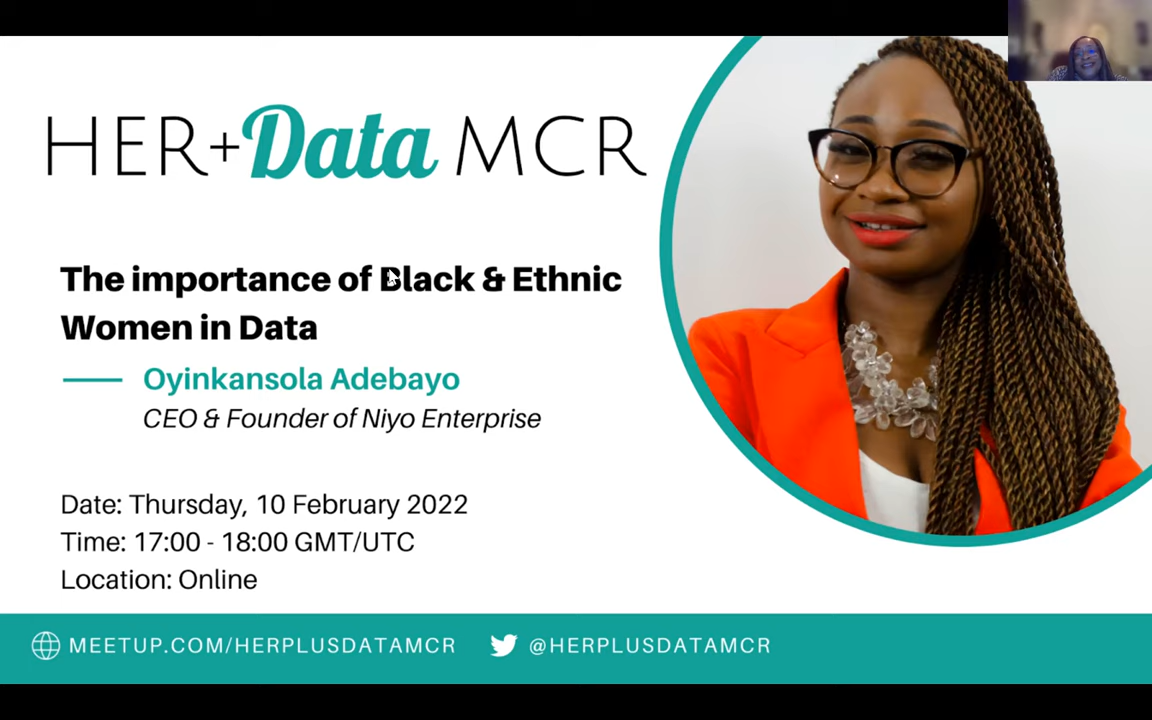 HER+Data MCR
The importance of Black & Ethnic
Women in Data
Oyinkansola Adebayo
CEO & Founder of Niyo Enterprise
Date: Thursday, 10 February 2022
Time: 17:00 - 18:00 GMT/UTC
Location: Online
MEETUP.COM/HERPLUSDATAMCR @HERPLUSDATAMCR